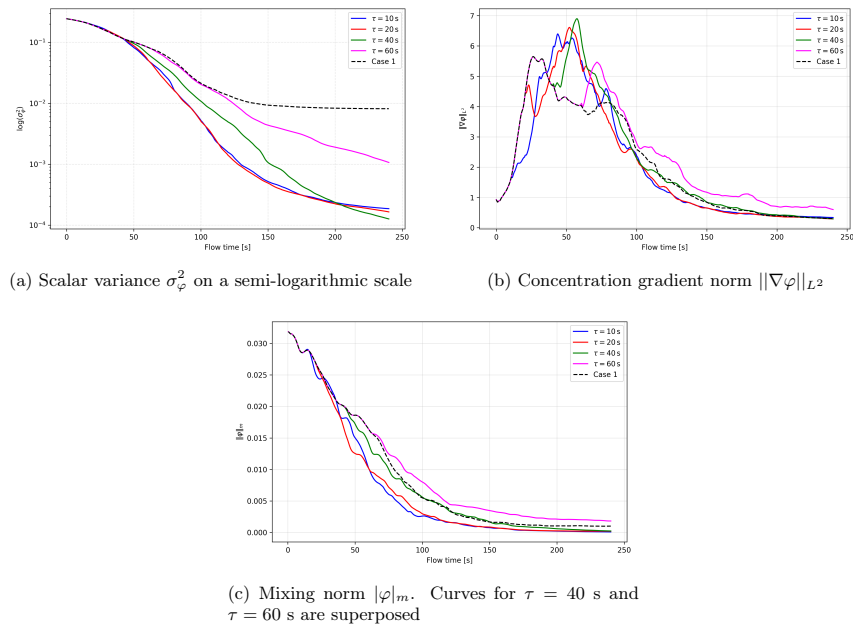 τ = 10 s
τ = 20 s
τ = 40 s
τ = 60 s
Case 1
10⁻¹
10⁻²
10⁻³
10⁻⁴
log(σ²φ)
0 50 100 150 200 250
Flow time [s]
(a) Scalar variance σ²φ on a semi-logarithmic scale
τ = 10 s
τ = 20 s
τ = 40 s
τ = 60 s
Case 1
7
6
5
4
3
2
1
0
‖∇φ‖L²
0 50 100 150 200 250
Flow time [s]
(b) Concentration gradient norm ||∇φ||L²
τ = 10 s
τ = 20 s
τ = 40 s
τ = 60 s
Case 1
0.030
0.025
0.020
0.015
0.010
0.005
0.000
‖φ‖m
0 50 100 150 200 250
Flow time [s]
(c) Mixing norm |φ|m. Curves for τ = 40 s and
τ = 60 s are superposed